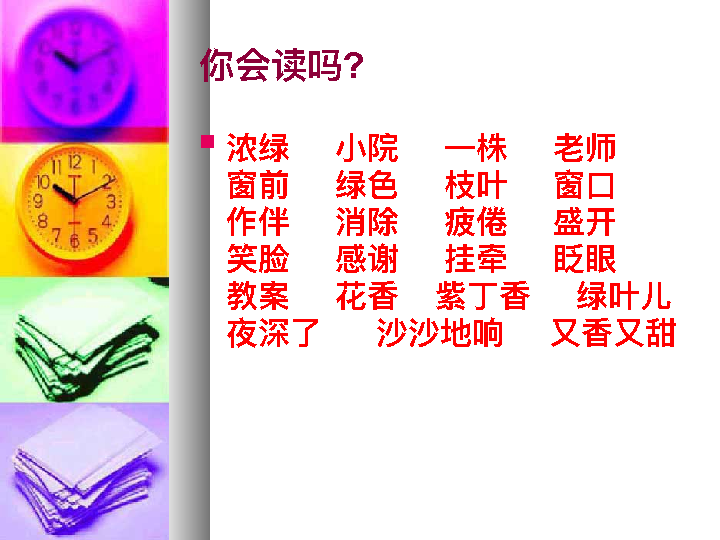 你会读吗?
浓绿 小院 一株 老师
窗前 绿色 枝叶 窗口
作伴 消除 疲倦 盛开
笑脸 感谢 挂牵 眨眼
教案 花香 紫丁香 绿叶儿
夜深了 沙沙地响 又香又甜